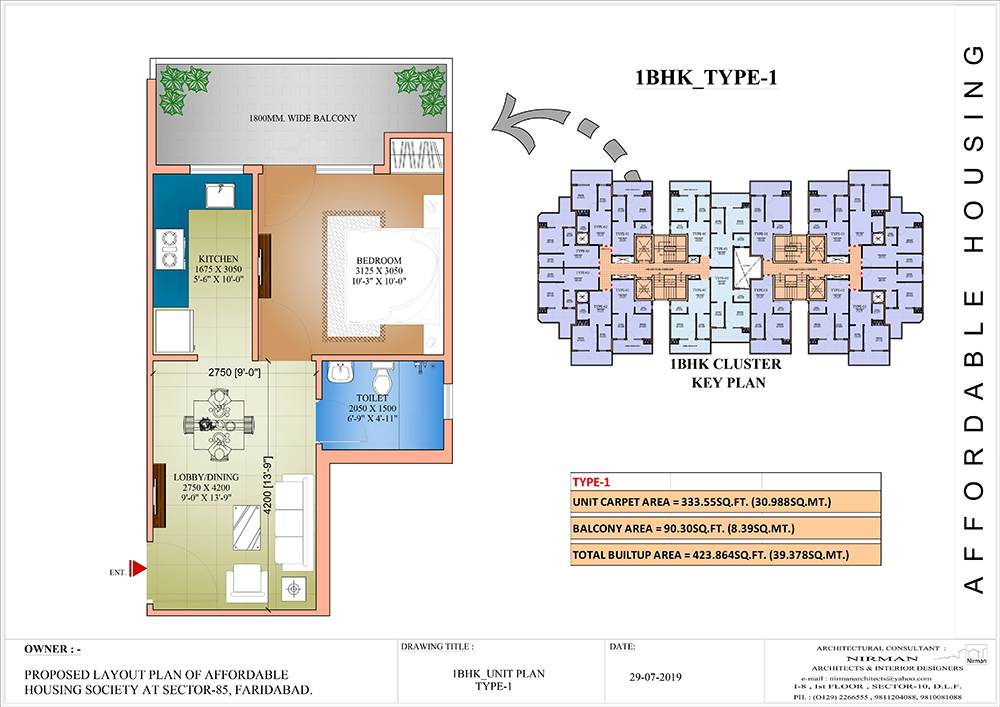 1BHK_TYPE-1
1800MM. WIDE BALCONY
KITCHEN
1675 X 3050
5'-6" X 10'-0"
BEDROOM
3125 X 3050
10'-3" X 10'-0"
2750 [9'-0"]
TOILET
2050 X 1500
6'-9" X 4'-11"
LOBBY/DINING
2750 X 4200
9'-0" X 13'-9"
4200 [13'-9"]
ENT.
1BHK CLUSTER
KEY PLAN
TYPE-1
UNIT CARPET AREA = 333.55SQ.FT. (30.988SQ.MT.)
BALCONY AREA = 90.30SQ.FT. (8.39SQ.MT.)
TOTAL BUILTUP AREA = 423.864SQ.FT. (39.378SQ.MT.)
AFFORDABLE HOUSING
OWNER : -
PROPOSED LAYOUT PLAN OF AFFORDABLE
HOUSING SOCIETY AT SECTOR-85, FARIDABAD.
DRAWING TITLE :
1BHK_UNIT PLAN
TYPE-1
DATE:
29-07-2019
ARCHITECTURAL CONSULTANT :
NIRMAN
ARCHITECTS & INTERIOR DESIGNERS
e-mail : nirmanarchitects@yahoo.com
1-8 , 1st FLOOR , SECTOR-10, D.L.F.
PH. : (O129) 2266555 , 9811204088, 9810081088
Nirman